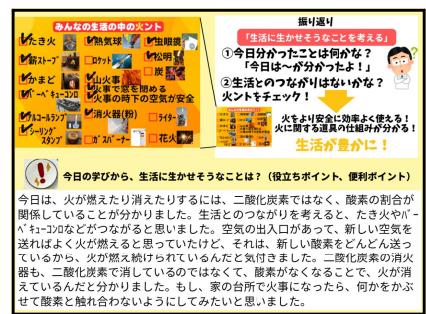 みんなの生活の中の火ント
たき火
熱気球
虫眼鏡
薪ストーブ
ロケット
松明
炭
かまど
山火事
火事で窓を閉める
バーベキューコンロ
火事の時下の空気が安全
アルコールランプ
消火器(粉)
ライター
シーリングスタンプ
ガスバーナー
花火
振り返り
「生活に生かせそうなことを考える」
①今日分かったことは何かな？
「今日は〜が分かったよ！」
②生活とのつながりはないかな？
火ントをチェック！
火をより安全に効率よく使える！
火に関する道具の仕組みが分かる！
生活が豊かに！
今日の学びから、生活に生かせそうなことは？（役立ちポイント、便利ポイント）
今日は、火が燃えたり消えたりするには、二酸化炭素ではなく、酸素の割合が
関係していることが分かりました。生活とのつながりを考えると、たき火やバー
ベキューコンロなどがつながると思いました。空気の出入口があって、新しい空気を
送ればよく火が燃えると思っていたけど、それは、新しい酸素をどんどん送っ
ているから、火が燃え続けられているんだと気付きました。二酸化炭素の消火
器も、二酸化炭素で消しているのではなくて、酸素がなくなることで、火が消
えているんだと分かりました。もし、家の台所で火事になったら、何かをかぶ
せて酸素と触れ合わないようにしてみたいと思いました。